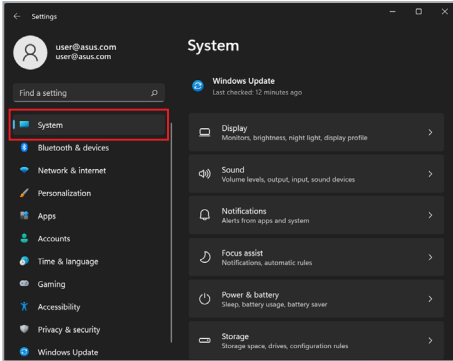 Settings
user@asus.com
user@asus.com
Find a setting
System
Bluetooth & devices
Network & internet
Personalization
Apps
Accounts
Time & language
Gaming
Accessibility
Privacy & security
Windows Update
System
Windows Update
Last checked: 12 minutes ago
Display
Monitors, brightness, night light, display profile
Sound
Volume levels, output, input, sound devices
Notifications
Alerts from apps and system
Focus assist
Notifications, automatic rules
Power & battery
Sleep, battery usage, battery saver
Storage
Storage space, drives, configuration rules